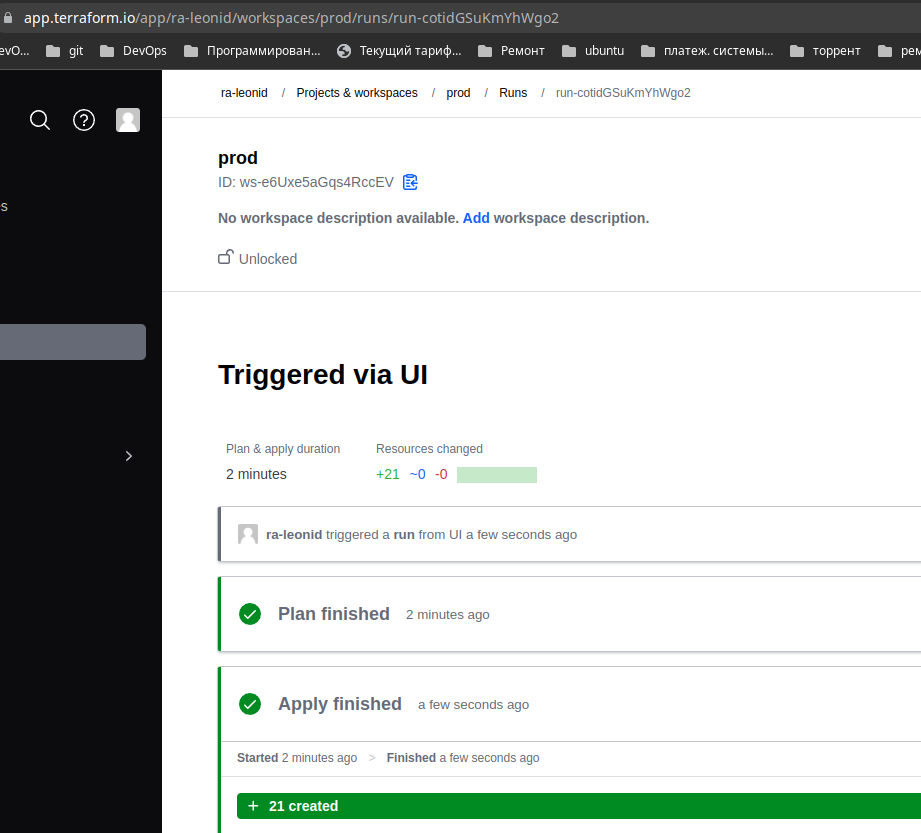 app.terraform.io/app/ra-leonid/workspaces/prod/runs/run-cotidGSuKmYhWgo2
evO... git DevOps Программирован... Текущий тариф... Ремонт ubuntu платеж. системы... торрент рем
ra-leonid / Projects & workspaces / prod / Runs / run-cotidGSuKmYhWgo2
prod
ID: ws-e6Uxe5aGqs4RccEV
s
No workspace description available. Add workspace description.
Unlocked
Triggered via UI
Plan & apply duration Resources changed
2 minutes +21 ~0 -0
ra-leonid triggered a run from UI a few seconds ago
Plan finished 2 minutes ago
Apply finished a few seconds ago
Started 2 minutes ago > Finished a few seconds ago
+ 21 created